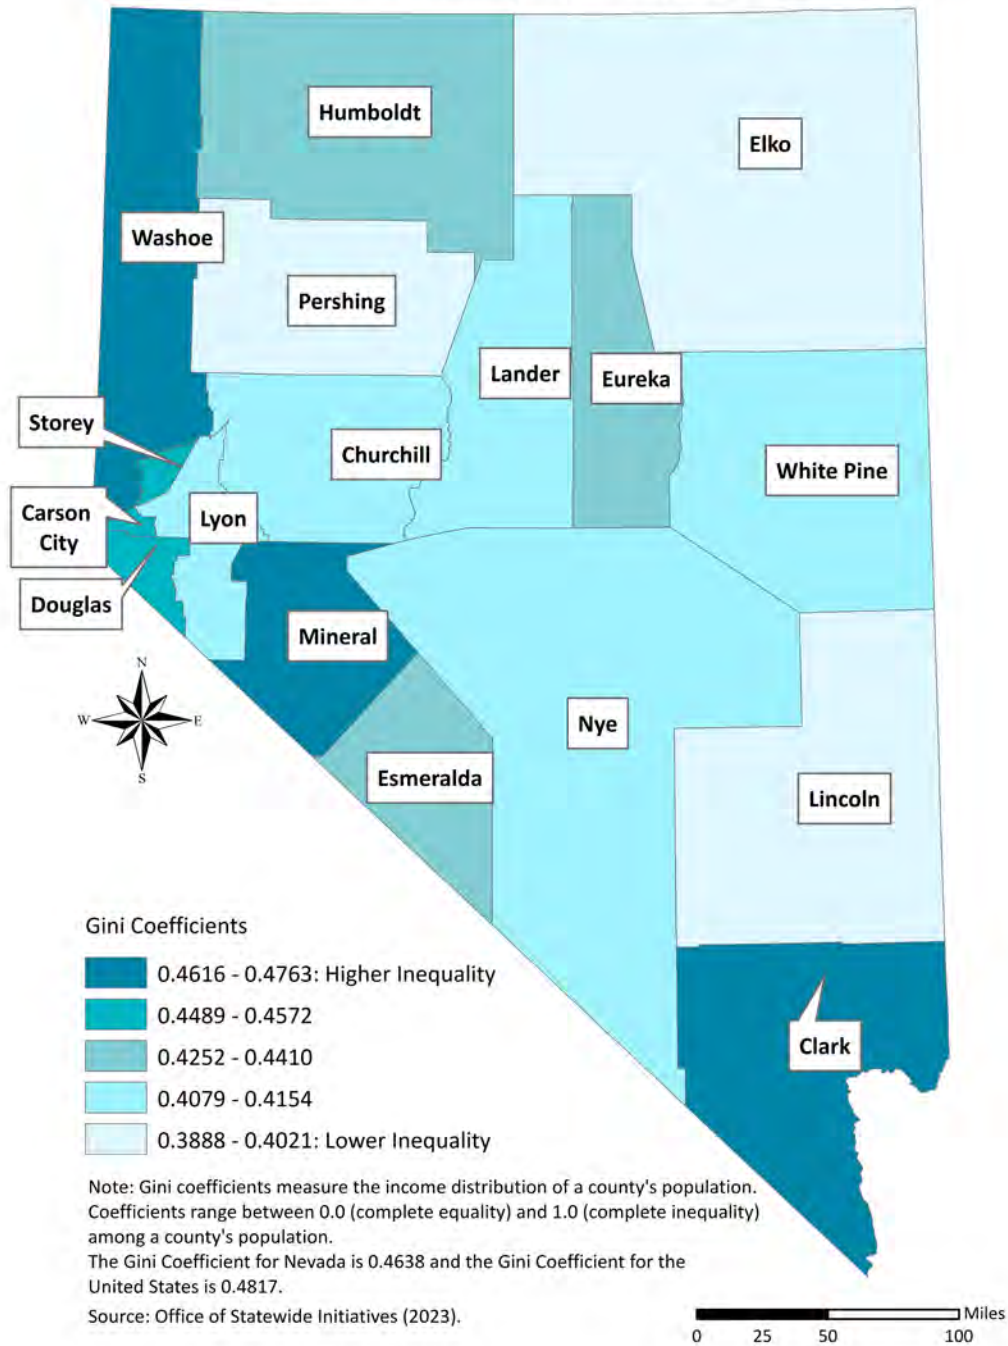 Humboldt
Elko
Washoe
Pershing
Lander
Eureka
Storey
Churchill
White Pine
Carson
City
Lyon
Douglas
Mineral
N
W
E
S
Nye
Esmeralda
Lincoln
Clark
Gini Coefficients
0.4616 - 0.4763: Higher Inequality
0.4489 - 0.4572
0.4252 - 0.4410
0.4079 - 0.4154
0.3888 - 0.4021: Lower Inequality
Note: Gini coefficients measure the income distribution of a county's population.
Coefficients range between 0.0 (complete equality) and 1.0 (complete inequality)
among a county's population.
The Gini Coefficient for Nevada is 0.4638 and the Gini Coefficient for the
United States is 0.4817.
Source: Office of Statewide Initiatives (2023).
Miles
0 25 50 100